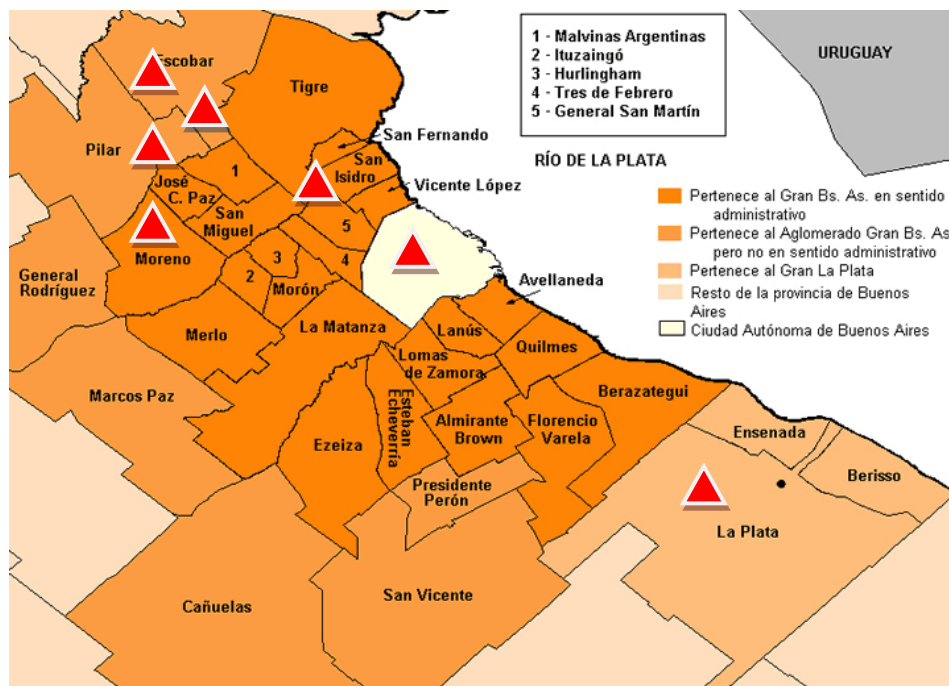 1 - Malvinas Argentinas
2 - Ituzaingó
3 - Hurlingham
4 - Tres de Febrero
5 - General San Martín
URUGUAY
Escobar
Tigre
San Fernando
RÍO DE LA PLATA
Pilar
San
Isidro
1
José
C. Paz
Vicente López
San
Miguel
5
Pertenece al Gran Bs. As. en sentido
administrativo
Pertenece al Aglomerado Gran Bs. As
pero no en sentido administrativo
Pertenece al Gran La Plata
Resto de la provincia de Buenos
Aires
Ciudad Autónoma de Buenos Aires
Moreno
3
4
2
General
Rodríguez
Morón
Avellaneda
Merlo
La Matanza
Lanús
Quilmes
Lomas
de Zamora
Marcos Paz
Esteban
Echeverría
Berazategui
Almirante
Brown
Florencio
Varela
Ezeiza
Ensenada
Presidente
Perón
Berisso
La Plata
Cañuelas
San Vicente